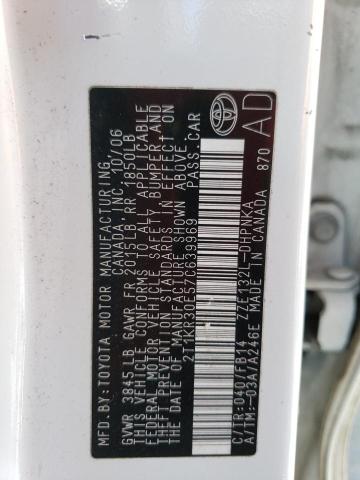 MFD.BY:TOYOTA MOTOR MANUFACTURING,
CANADA, INC. 10/06
GVWR 3845LB GAWR FR 2035LB RR 1850LB
THIS VEHICLE CONFORMS TO ALL APPLICABLE
FEDERAL MOTOR VEHICLE SAFETY, BUMPER, AND
THEFT PREVENTION STANDARDS IN EFFECT ON
THE DATE OF MANUFACTURE SHOWN ABOVE.
2T1KR30E57C639969 PASS.CAR
C/TR:040/FB14 ZZE132L-DHPNKA
A/TM:-03A/A246E MADE IN CANADA 870
AD